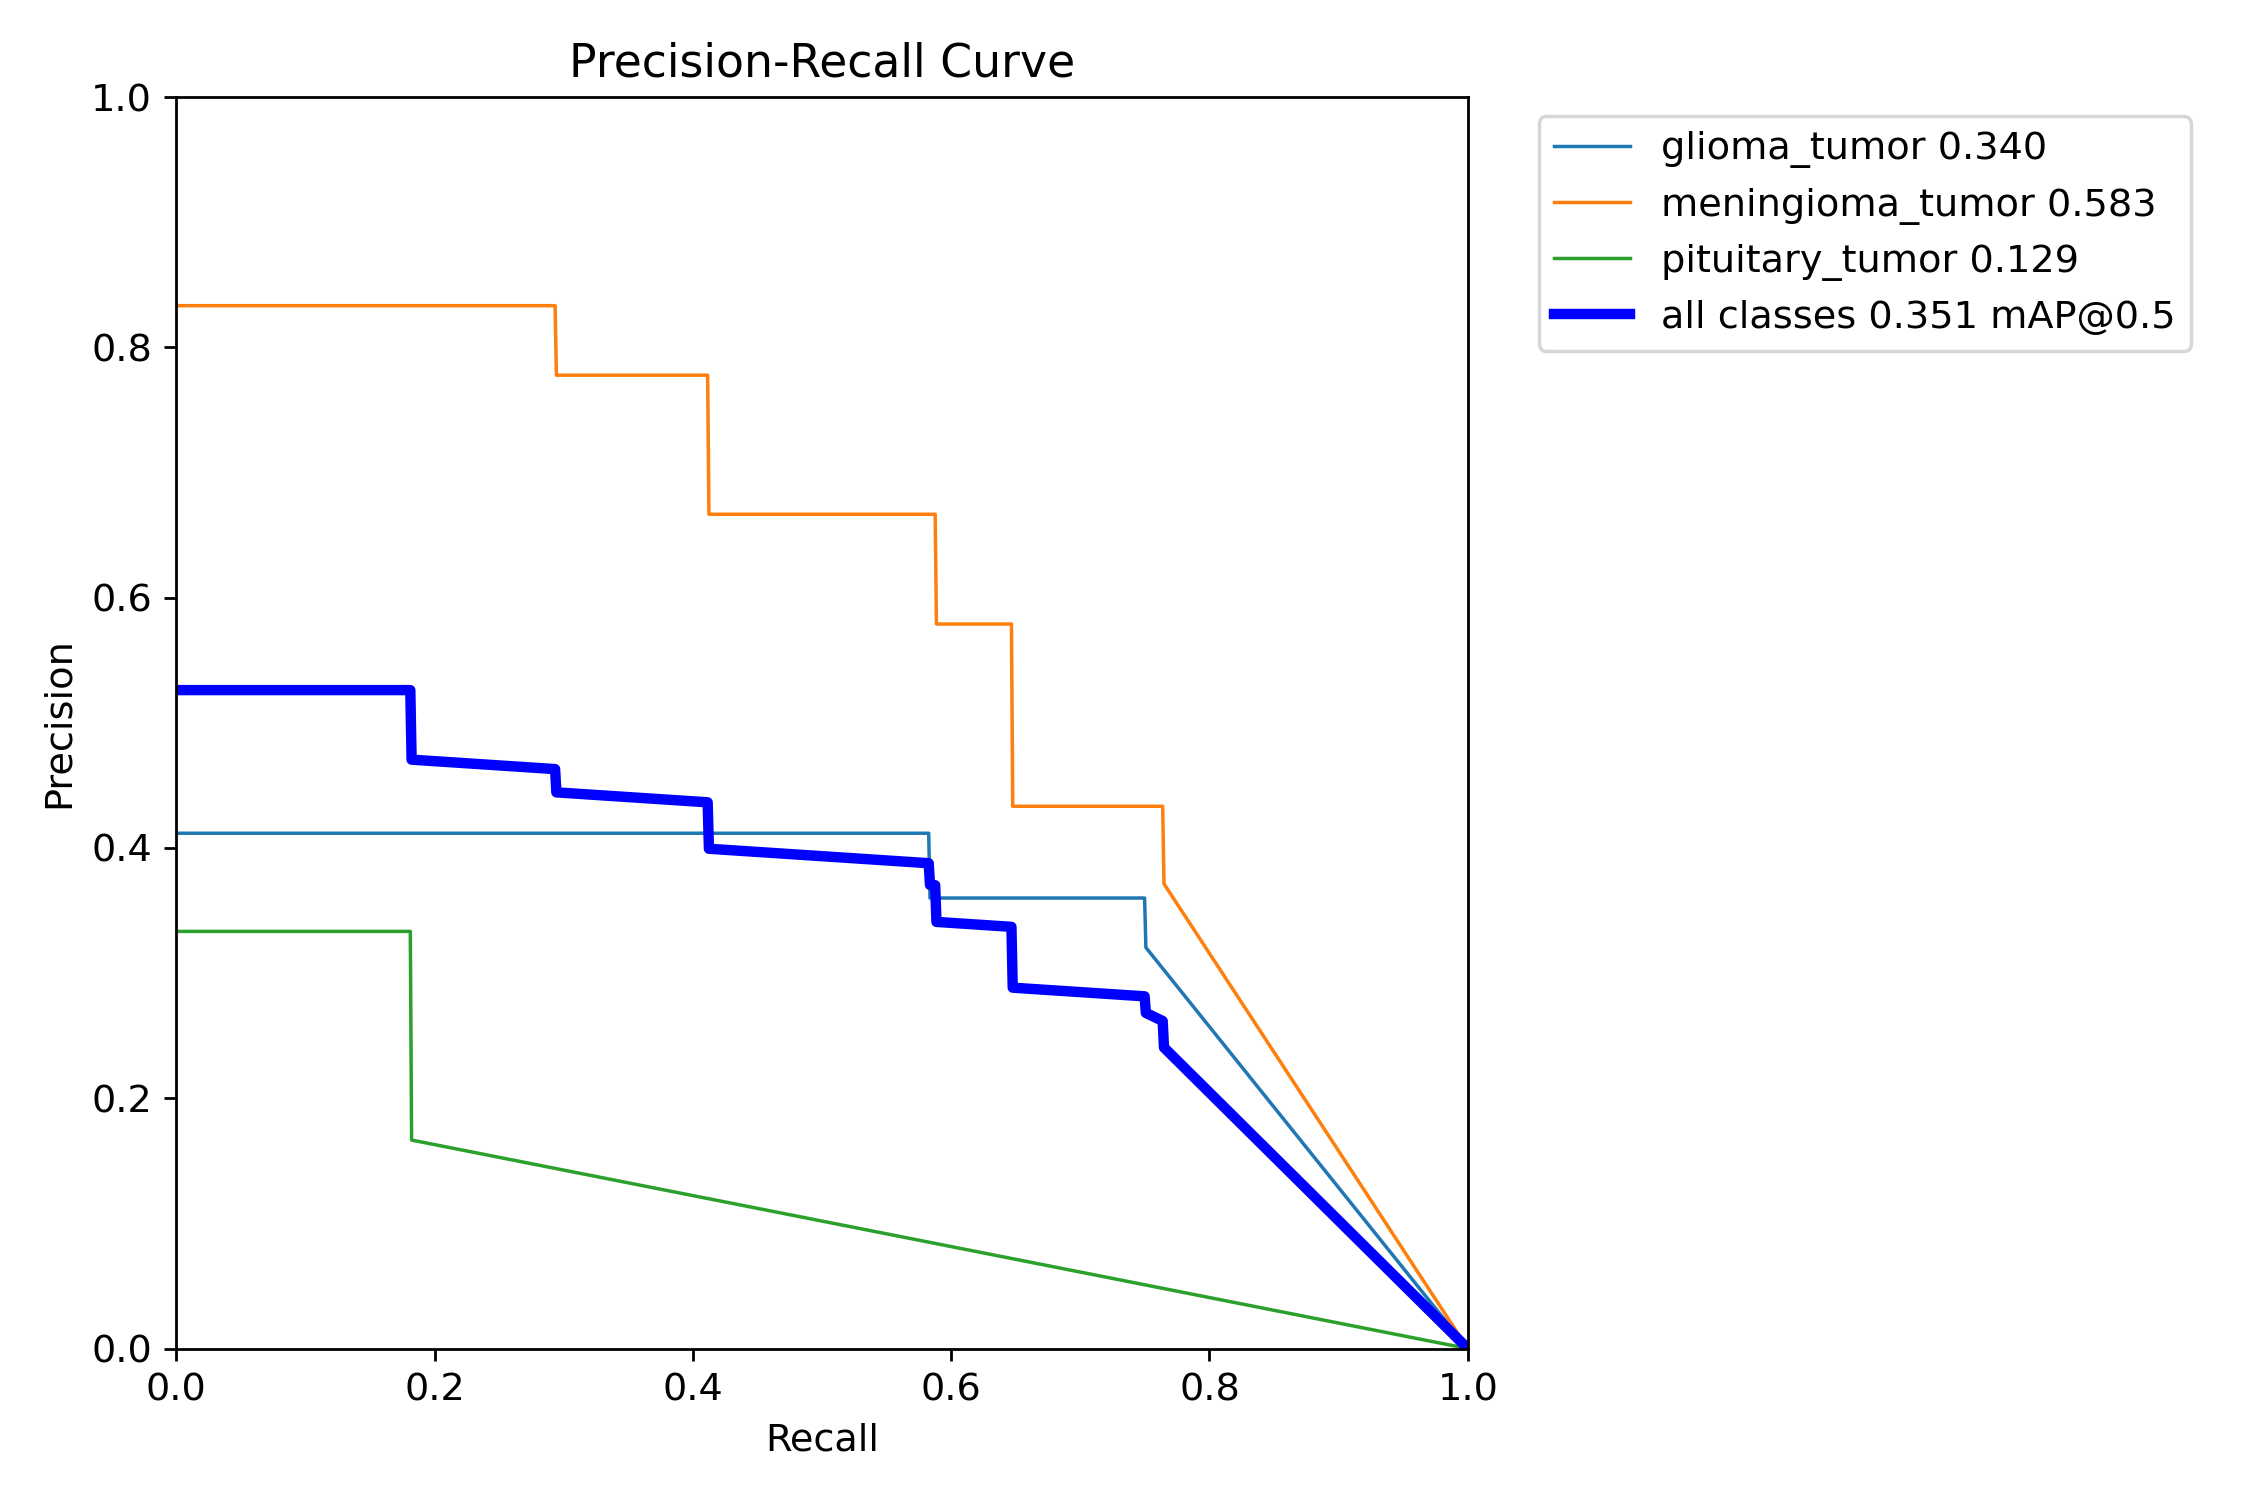 Precision-Recall Curve
1.0
0.8
0.6
0.4
0.2
0.0
Precision
0.0 0.2 0.4 0.6 0.8 1.0
Recall
glioma_tumor 0.340
meningioma_tumor 0.583
pituitary_tumor 0.129
all classes 0.351 mAP@0.5